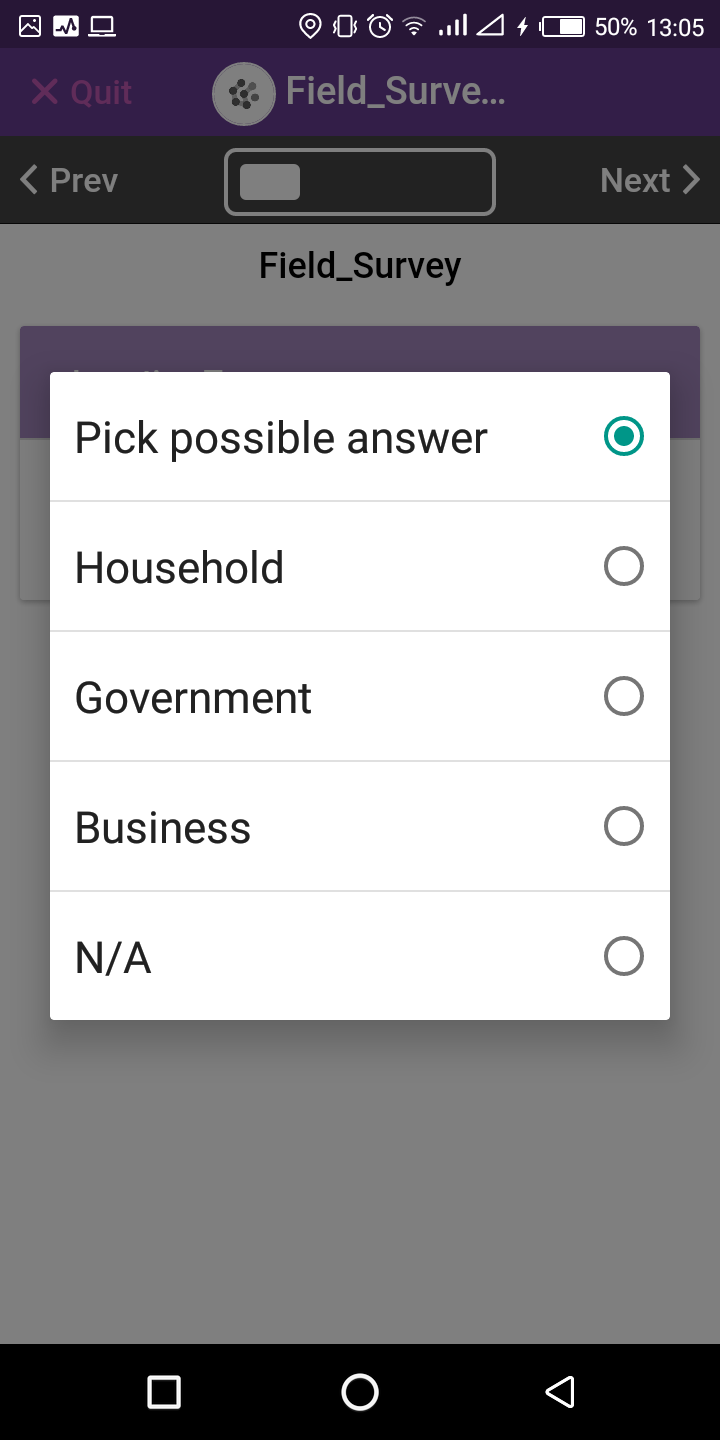 50% 13:05
Quit Field_Surve...
Prev Next
Field_Survey
Pick possible answer
Household
Government
Business
N/A